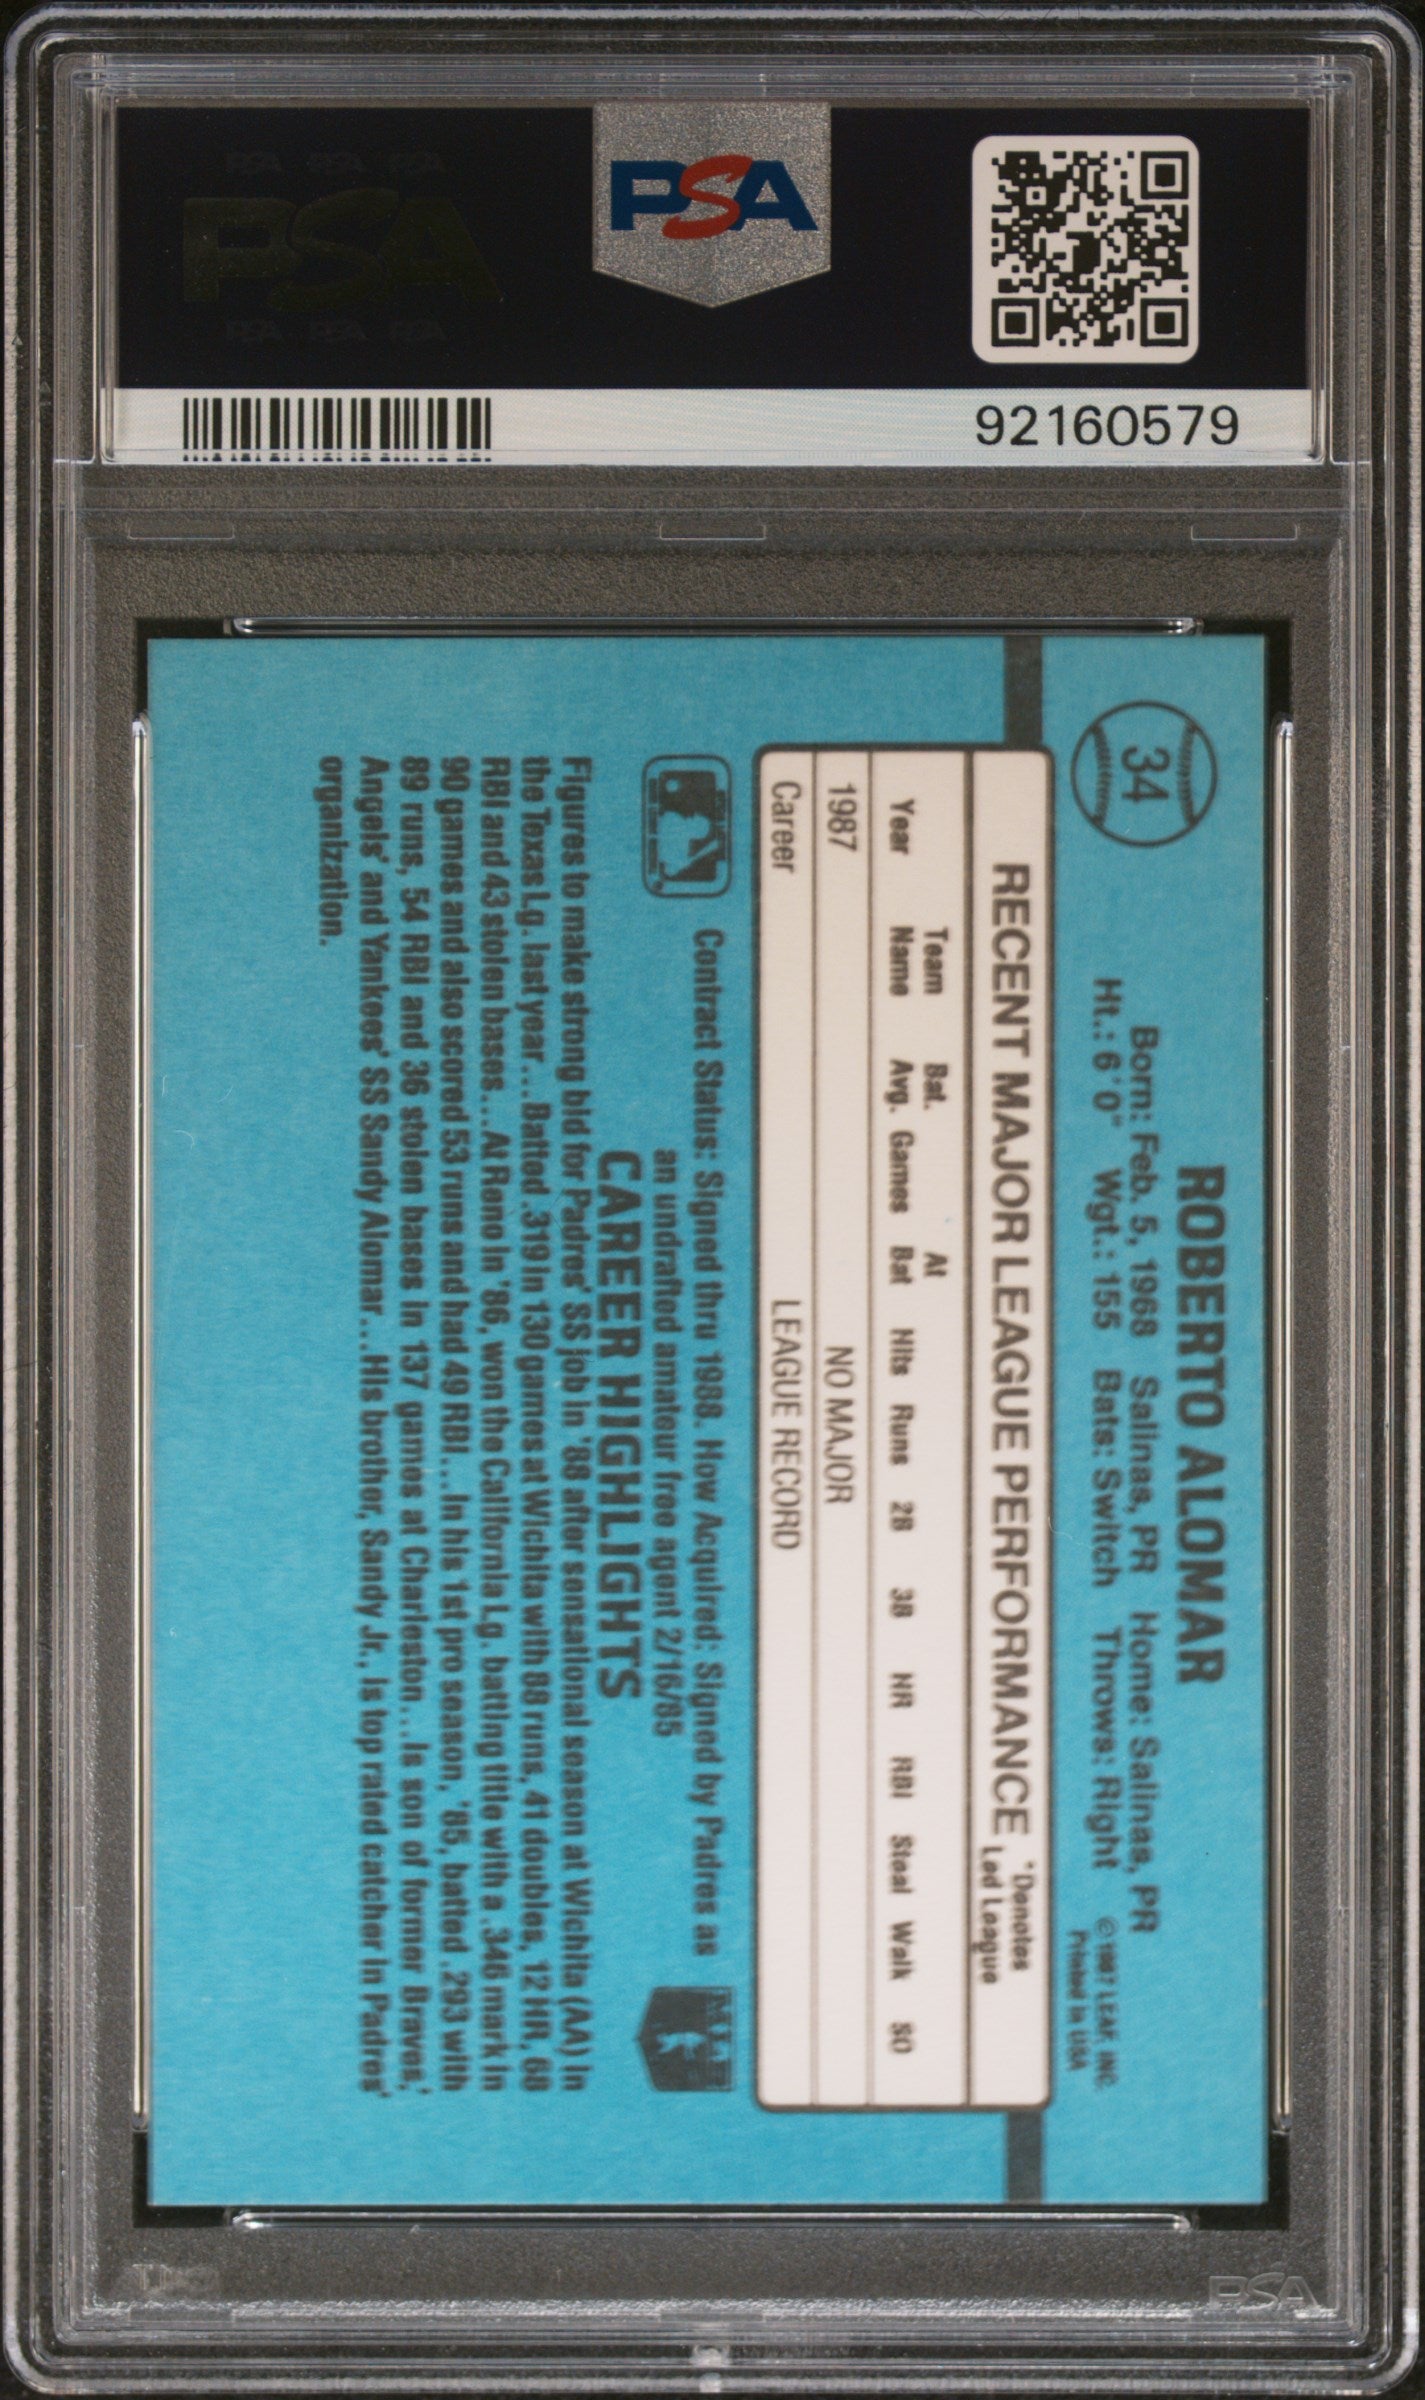 PSA PSA PSA
PSA
PSA PSA PSA
PSA
92160579
34
ROBERTO ALOMAR
Born: Feb. 5, 1968 Salinas, PR Home: Salinas, PR
Ht.: 6'0" Wgt.: 155 Bats: Switch Throws: Right
©1987 LEAF, INC.
Printed in USA
RECENT MAJOR LEAGUE PERFORMANCE
*Denotes
Led League
Team Bat. At
Year Name Avg. Games Bat Hits Runs 2B 3B HR RBI Steal Walk SO
1987 NO MAJOR
Career LEAGUE RECORD
Contract Status: Signed thru 1988. How Acquired: Signed by Padres as
an undrafted amateur free agent 2/16/85
CAREER HIGHLIGHTS
Figures to make strong bid for Padres' SS job in '88 after sensational season at Wichita (AA) in
the Texas Lg. last year...Batted .319 in 130 games at Wichita with 88 runs, 41 doubles, 12 HR, 68
RBI and 43 stolen bases...At Reno in '86, won the California Lg. batting title with a .346 mark in
90 games and also scored 53 runs and had 49 RBI...In his 1st pro season, '85, batted .293 with
89 runs, 54 RBI and 36 stolen bases in 137 games at Charleston...Is son of former Braves,'
Angels' and Yankees' SS Sandy Alomar...His brother, Sandy Jr., is top rated catcher in Padres'
organization.
PSA